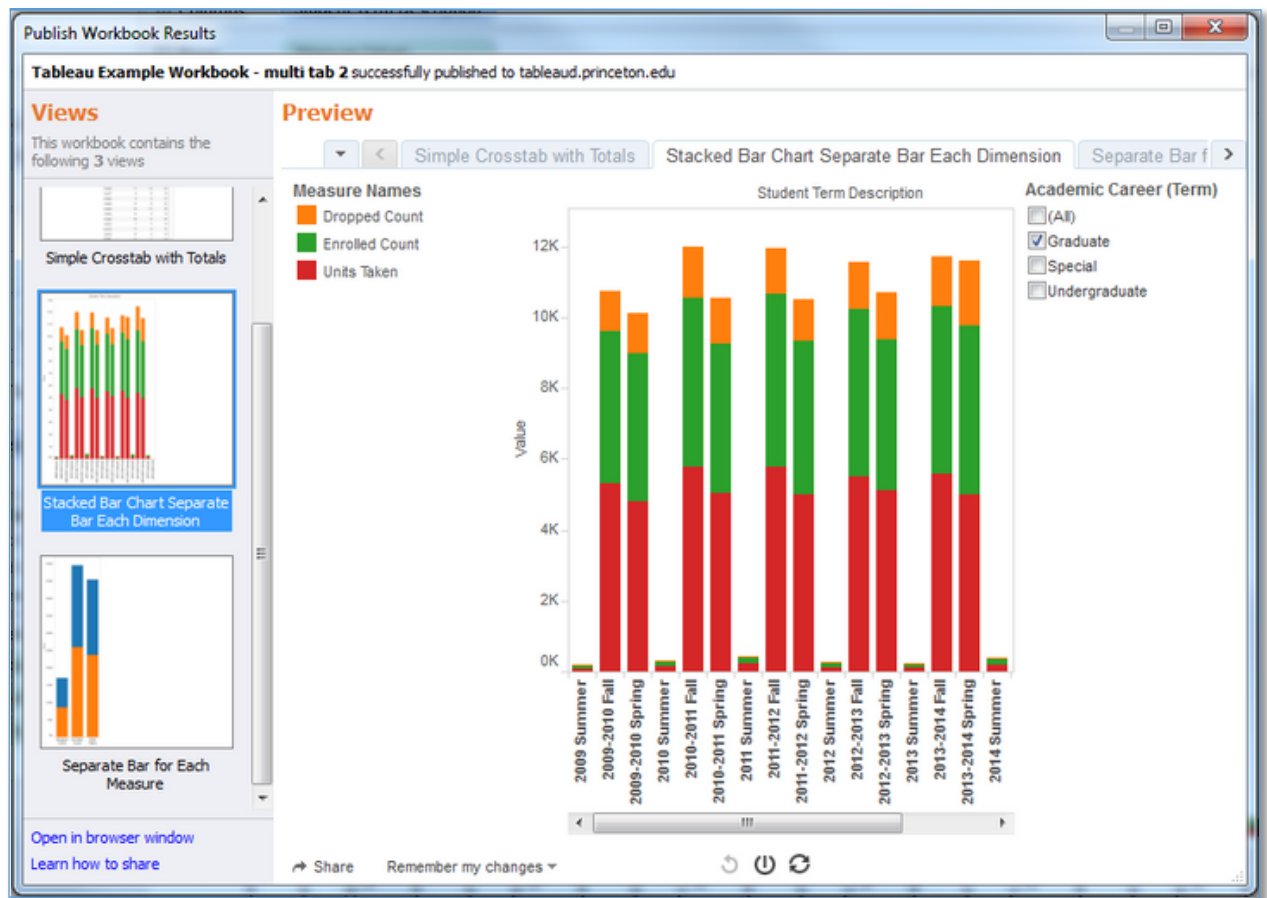 Publish Workbook Results
Tableau Example Workbook - multi tab 2 successfully published to tableaud.princeton.edu
Views
This workbook contains the
following 3 views
Simple Crosstab with Totals
Stacked Bar Chart Separate
Bar Each Dimension
Separate Bar for Each
Measure
Open in browser window
Learn how to share
Preview
Simple Crosstab with Totals
Stacked Bar Chart Separate Bar Each Dimension
Separate Bar f
Measure Names
Dropped Count
Enrolled Count
Units Taken
Student Term Description
Value
12K
10K
8K
6K
4K
2K
0K
2009 Summer
2009-2010 Fall
2009-2010 Spring
2010 Summer
2010-2011 Fall
2010-2011 Spring
2011 Summer
2011-2012 Fall
2011-2012 Spring
2012 Summer
2012-2013 Fall
2012-2013 Spring
2013 Summer
2013-2014 Fall
2013-2014 Spring
2014 Summer
Academic Career (Term)
(All)
Graduate
Special
Undergraduate
Share
Remember my changes